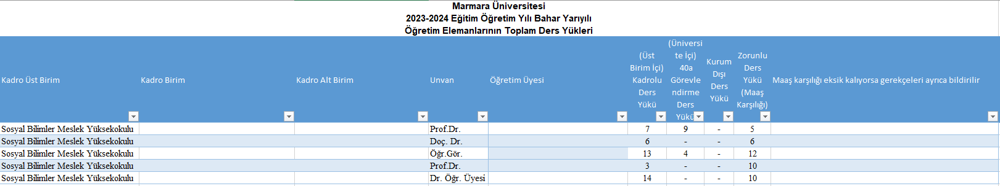 Marmara Üniversitesi
2023-2024 Eğitim Öğretim Yılı Bahar Yarıyılı
Öğretim Elemanlarının Toplam Ders Yükleri
Kadro Üst Birim
Kadro Birim
Kadro Alt Birim
Unvan
Öğretim Üyesi
(Üst
Birim İçi)
Kadrolu
Ders
Yükü
(Üniversi
te İçi)
40a
Görevle
ndirme
Ders
Yükü
Kurum
Dışı
Ders
Yükü
Zorunlu
Ders
Yükü
(Maaş
Karşılığı)
Maaş karşılığı eksik kalıyorsa gerekçeleri ayrıca bildirilir
Sosyal Bilimler Meslek Yüksekokulu Prof.Dr. 7 9 - 5
Sosyal Bilimler Meslek Yüksekokulu Doç. Dr. 6 - - 6
Sosyal Bilimler Meslek Yüksekokulu Öğr.Gör. 13 4 - 12
Sosyal Bilimler Meslek Yüksekokulu Prof.Dr. 3 - - 10
Sosyal Bilimler Meslek Yüksekokulu Dr. Öğr. Üyesi 14 - - 10